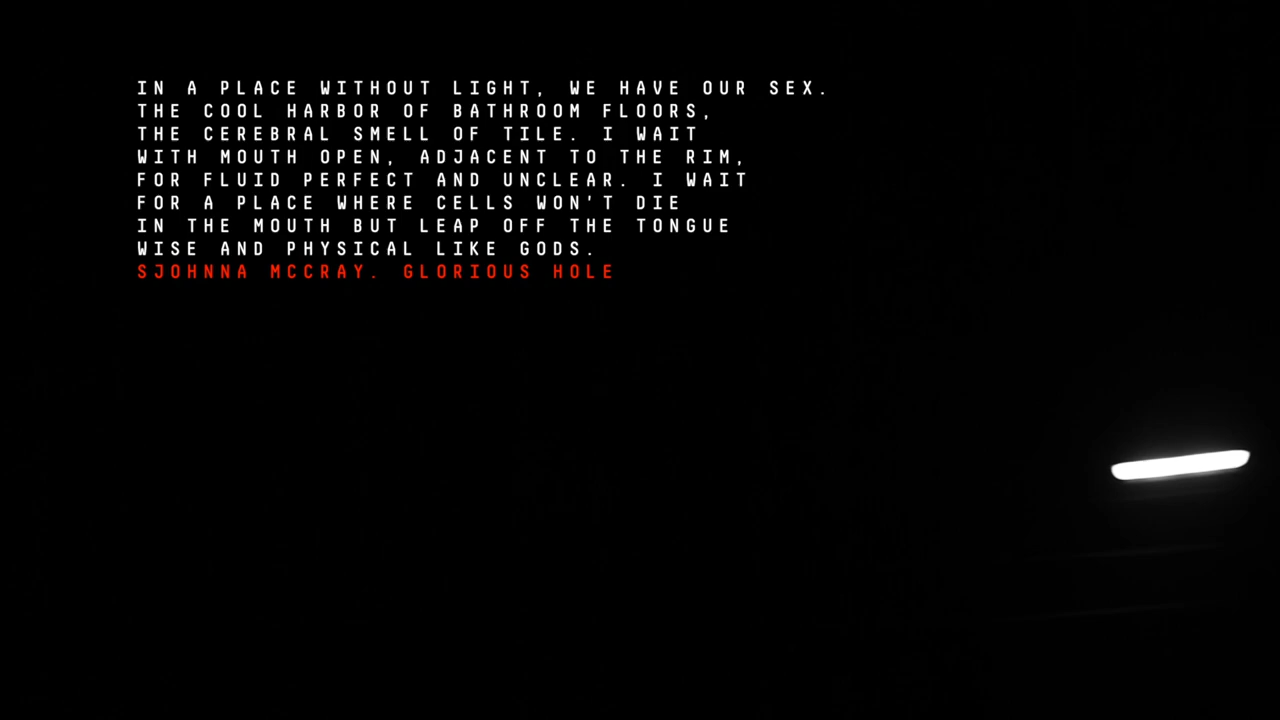 IN A PLACE WITHOUT LIGHT, WE HAVE OUR SEX.
THE COOL HARBOR OF BATHROOM FLOORS,
THE CEREBRAL SMELL OF TILE. I WAIT
WITH MOUTH OPEN, ADJACENT TO THE RIM,
FOR FLUID PERFECT AND UNCLEAR. I WAIT
FOR A PLACE WHERE CELLS WON'T DIE
IN THE MOUTH BUT LEAP OFF THE TONGUE
WISE AND PHYSICAL LIKE GODS.
SJOHNNA MCCRAY. GLORIOUS HOLE